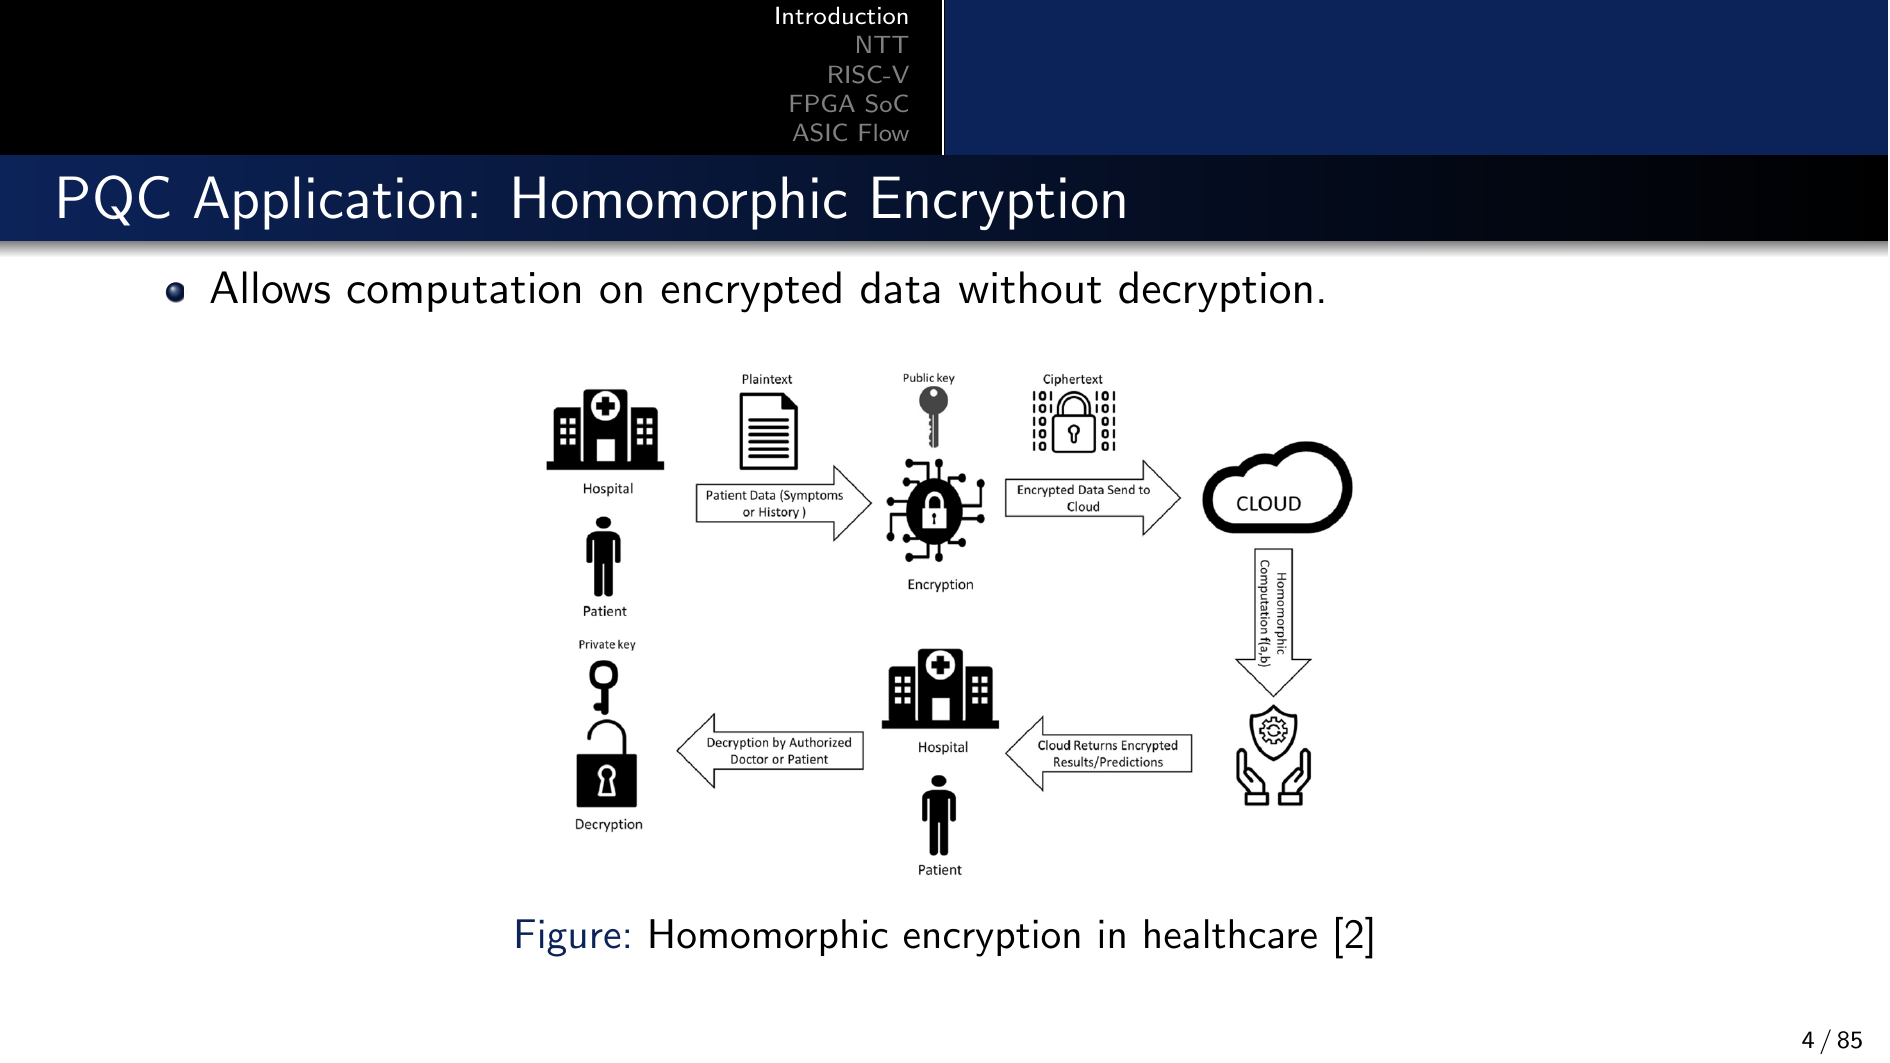 Introduction
NTT
RISC-V
FPGA SoC
ASIC Flow
PQC Application: Homomorphic Encryption
Allows computation on encrypted data without decryption.
Plaintext
Public key
Ciphertext
Hospital
Patient Data (Symptoms
or History )
Encrypted Data Send to
Cloud
CLOUD
Encryption
Patient
Homomorphic
Computation f(a,b)
Private key
Decryption by Authorized
Doctor or Patient
Hospital
Cloud Returns Encrypted
Results/Predictions
Decryption
Patient
Figure: Homomorphic encryption in healthcare [2]
4 / 85